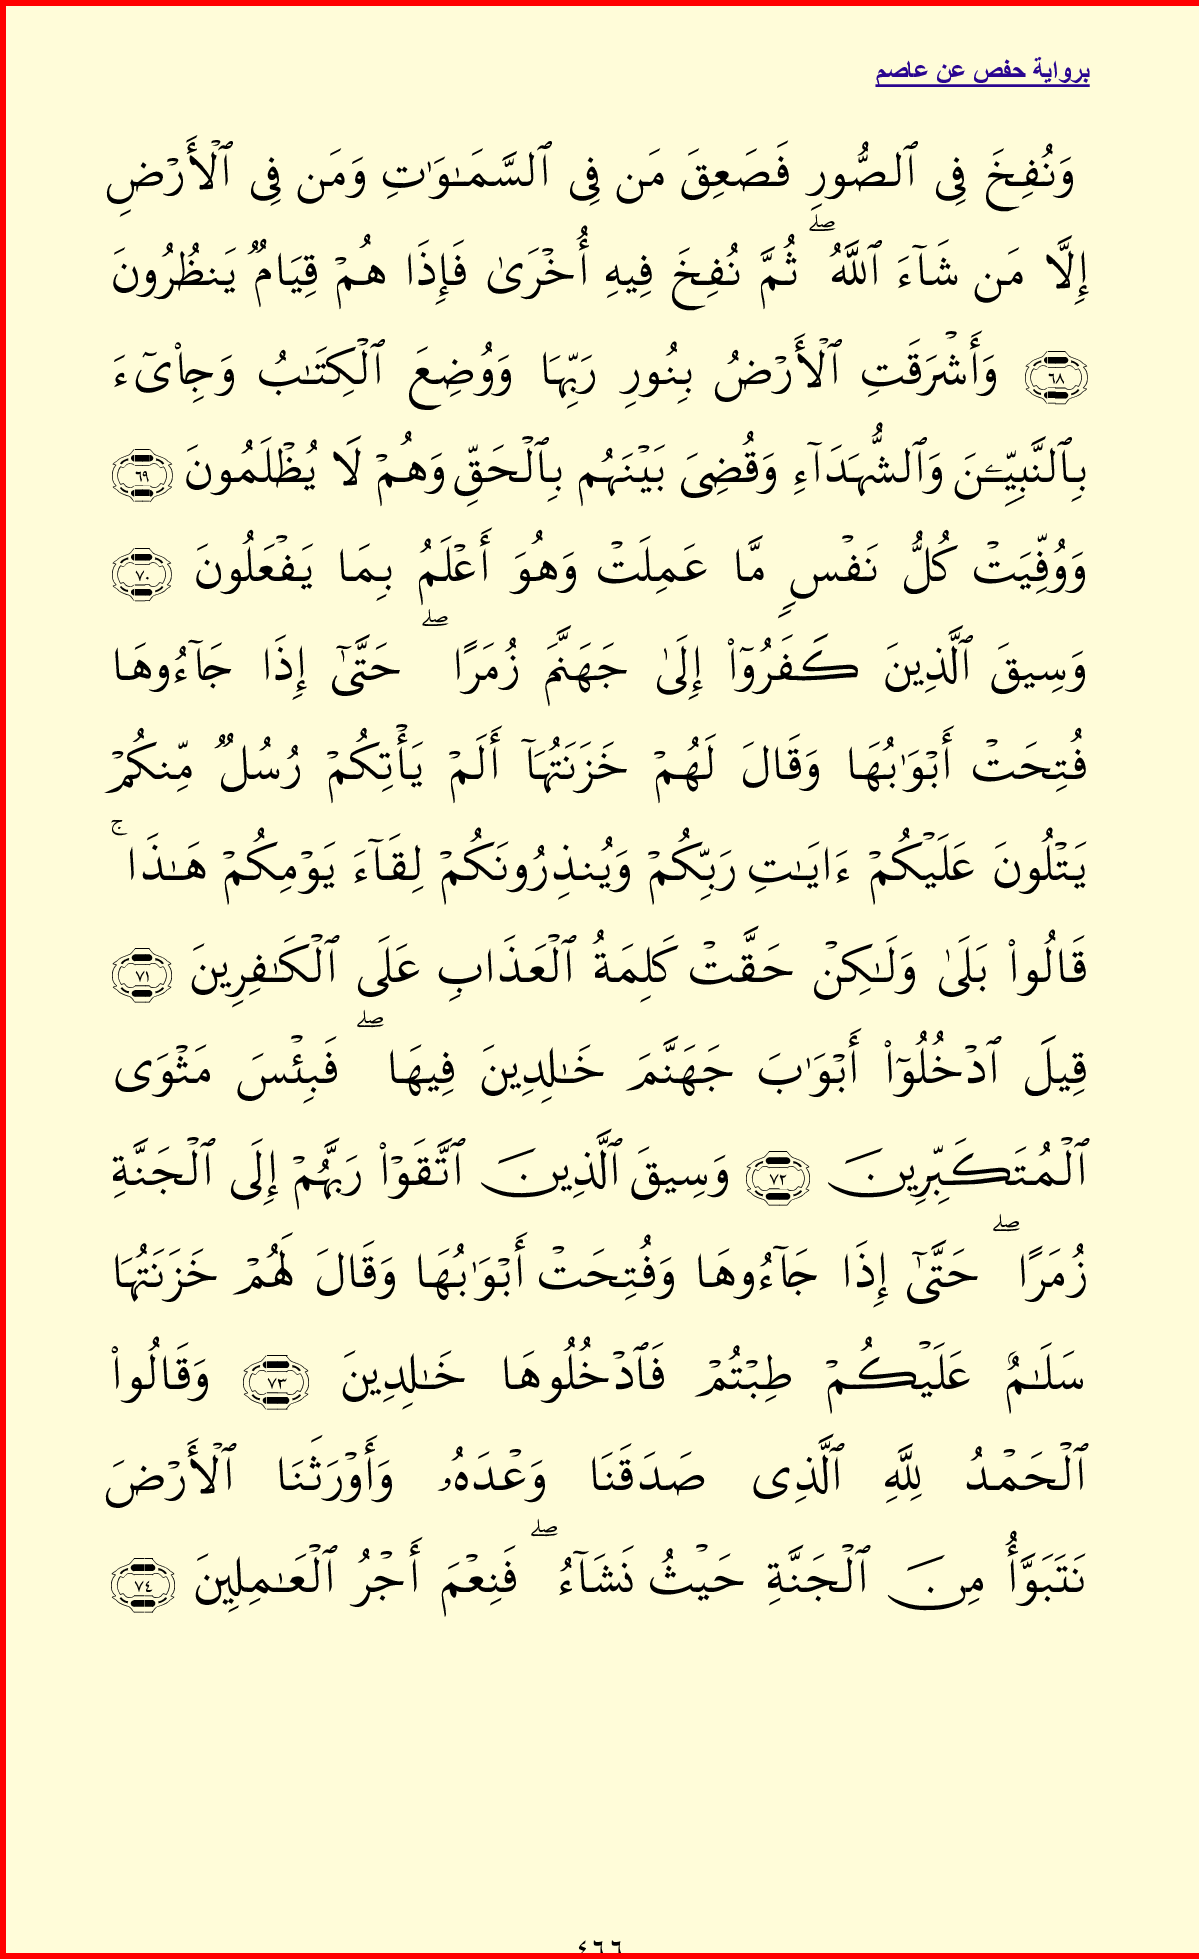 برواية حفص عن عاصم
وَنُفِخَ فِى ٱلصُّورِ فَصَعِقَ مَن فِى ٱلسَّمَـٰوَٰتِ وَمَن فِى ٱلْأَرْضِ
إِلَّا مَن شَآءَ ٱللَّهُ ۖ ثُمَّ نُفِخَ فِيهِ أُخْرَىٰ فَإِذَا هُمْ قِيَامٌ يَنظُرُونَ
٦٨ وَأَشْرَقَتِ ٱلْأَرْضُ بِنُورِ رَبِّهَا وَوُضِعَ ٱلْكِتَـٰبُ وَجِا۟ىٓءَ
بِٱلنَّبِيِّـۧنَ وَٱلشُّهَدَآءِ وَقُضِىَ بَيْنَهُم بِٱلْحَقِّ وَهُمْ لَا يُظْلَمُونَ ٦٩
وَوُفِّيَتْ كُلُّ نَفْسٍ مَّا عَمِلَتْ وَهُوَ أَعْلَمُ بِمَا يَفْعَلُونَ ٧٠
وَسِيقَ ٱلَّذِينَ كَفَرُوٓا۟ إِلَىٰ جَهَنَّمَ زُمَرًا ۖ حَتَّىٰٓ إِذَا جَآءُوهَا
فُتِحَتْ أَبْوَٰبُهَا وَقَالَ لَهُمْ خَزَنَتُهَآ أَلَمْ يَأْتِكُمْ رُسُلٌ مِّنكُمْ
يَتْلُونَ عَلَيْكُمْ ءَايَـٰتِ رَبِّكُمْ وَيُنذِرُونَكُمْ لِقَآءَ يَوْمِكُمْ هَـٰذَا ۚ
قَالُوا۟ بَلَىٰ وَلَـٰكِنْ حَقَّتْ كَلِمَةُ ٱلْعَذَابِ عَلَى ٱلْكَـٰفِرِينَ ٧١
قِيلَ ٱدْخُلُوٓا۟ أَبْوَٰبَ جَهَنَّمَ خَـٰلِدِينَ فِيهَا ۖ فَبِئْسَ مَثْوَى
ٱلْمُتَكَبِّرِينَ ٧٢ وَسِيقَ ٱلَّذِينَ ٱتَّقَوْا۟ رَبَّهُمْ إِلَى ٱلْجَنَّةِ
زُمَرًا ۖ حَتَّىٰٓ إِذَا جَآءُوهَا وَفُتِحَتْ أَبْوَٰبُهَا وَقَالَ لَهُمْ خَزَنَتُهَا
سَلَـٰمٌ عَلَيْكُمْ طِبْتُمْ فَٱدْخُلُوهَا خَـٰلِدِينَ ٧٣ وَقَالُوا۟
ٱلْحَمْدُ لِلَّهِ ٱلَّذِى صَدَقَنَا وَعْدَهُۥ وَأَوْرَثَنَا ٱلْأَرْضَ
نَتَبَوَّأُ مِنَ ٱلْجَنَّةِ حَيْثُ نَشَآءُ ۖ فَنِعْمَ أَجْرُ ٱلْعَـٰمِلِينَ ٧٤
٤٦٦